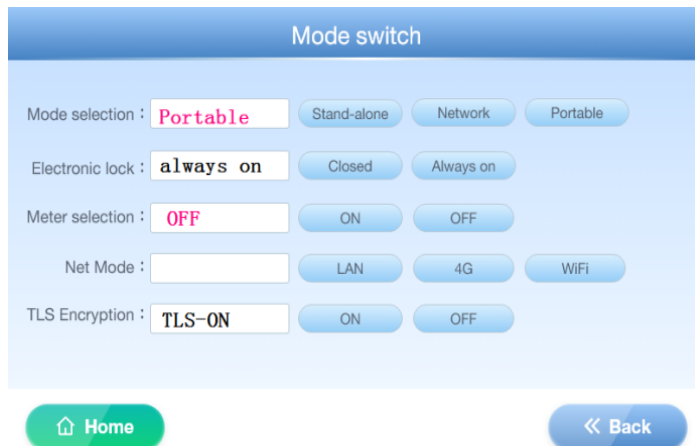 Mode switch
Mode selection : Portable Stand-alone Network Portable
Electronic lock : always on Closed Always on
Meter selection : OFF ON OFF
Net Mode : LAN 4G WiFi
TLS Encryption : TLS-ON ON OFF
Home « Back